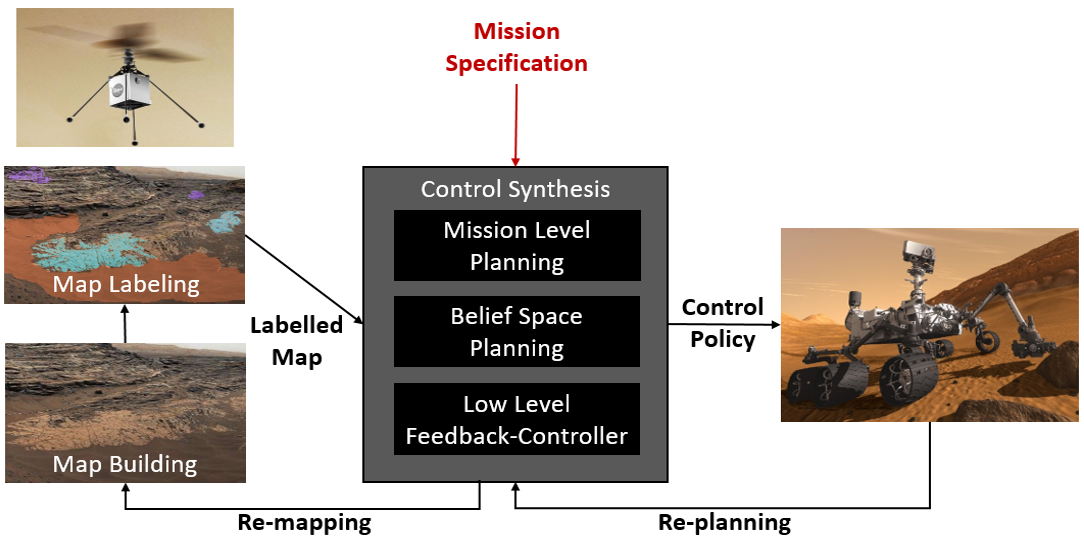 Mission
Specification
Control Synthesis
Mission Level
Planning
Belief Space
Planning
Low Level
Feedback-Controller
Map Labeling
Map Building
Labelled
Map
Control
Policy
Re-mapping
Re-planning